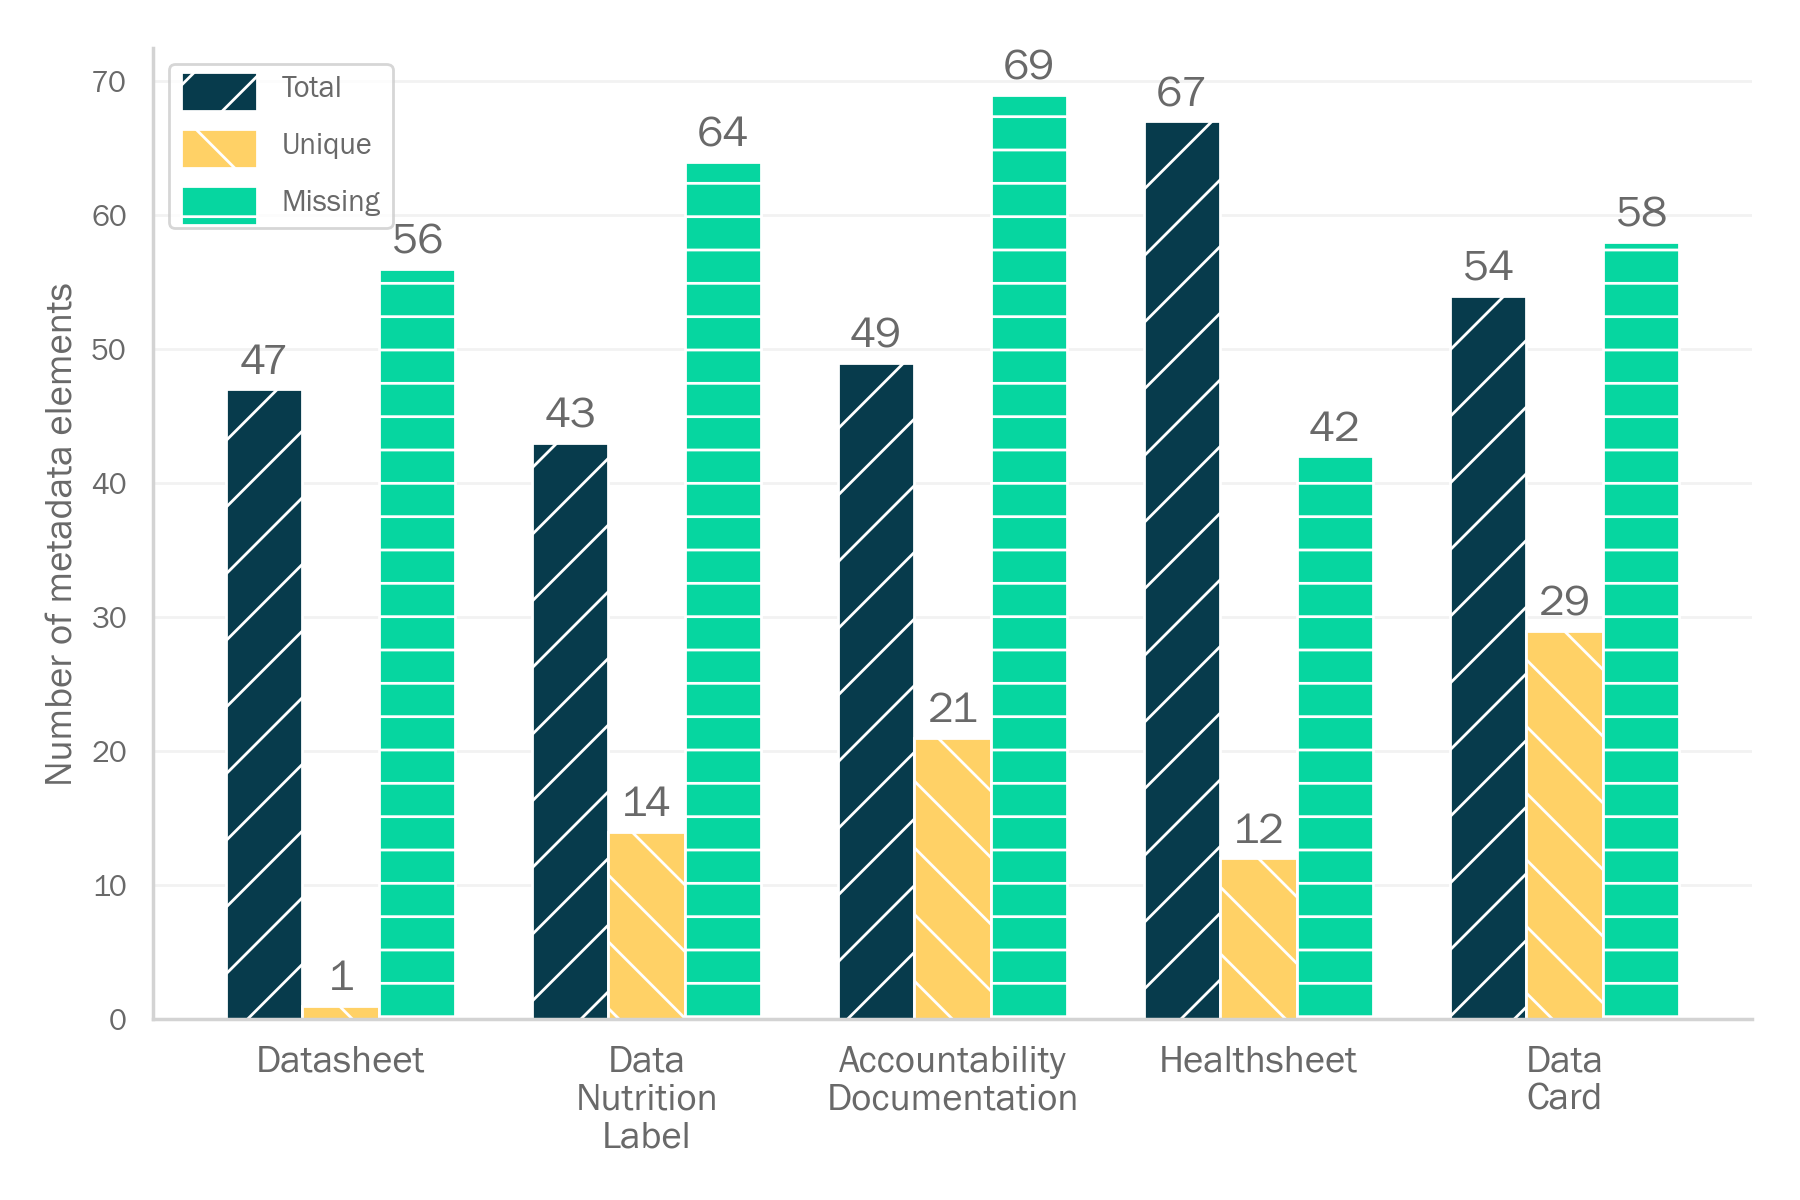 Number of metadata elements
70
60
50
40
30
20
10
0
Total
Unique
Missing
47
1
56
43
14
64
49
21
69
67
12
42
54
29
58
Datasheet
Data
Nutrition
Label
Accountability
Documentation
Healthsheet
Data
Card